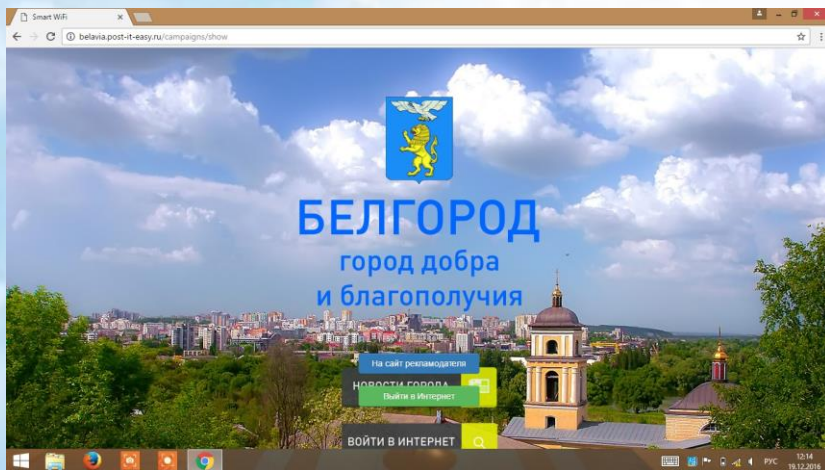 Smart WiFi
belavia.post-it-easy.ru/campaigns/show
БЕЛГОРОД
город добра
и благополучия
На сайт рекламодателя
НОВОСТИ ГОРОДА
Выйти в Интернет
ВОЙТИ В ИНТЕРНЕТ
РУС
12:14
19.12.2016